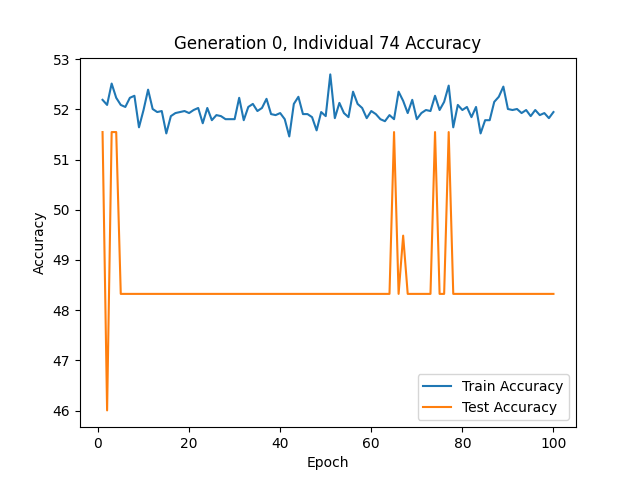 Generation 0, Individual 74 Accuracy
53
52
51
50
49
48
47
46
Accuracy
0
20
40
60
80
100
Epoch
Train Accuracy
Test Accuracy